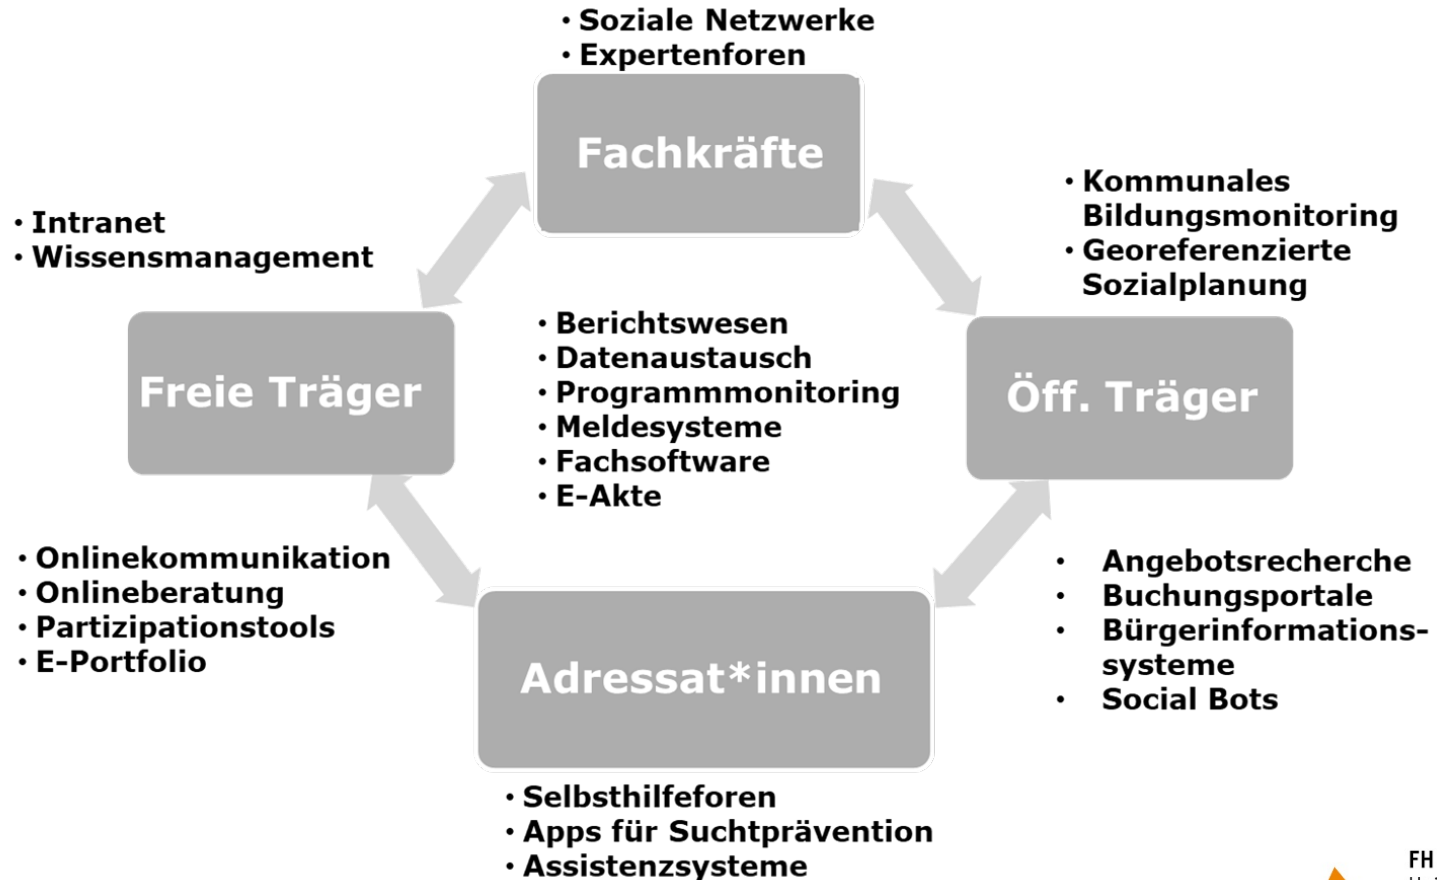 • Soziale Netzwerke
• Expertenforen
Fachkräfte
• Intranet
• Wissensmanagement
• Kommunales
Bildungsmonitoring
• Georeferenzierte
Sozialplanung
Freie Träger
• Berichtswesen
• Datenaustausch
• Programmmonitoring
• Meldesysteme
• Fachsoftware
• E-Akte
Öff. Träger
• Onlinekommunikation
• Onlineberatung
• Partizipationstools
• E-Portfolio
Adressat*innen
• Angebotsrecherche
• Buchungsportale
• Bürgerinformations-
systeme
• Social Bots
• Selbsthilfeforen
• Apps für Suchtprävention
• Assistenzsysteme
FH